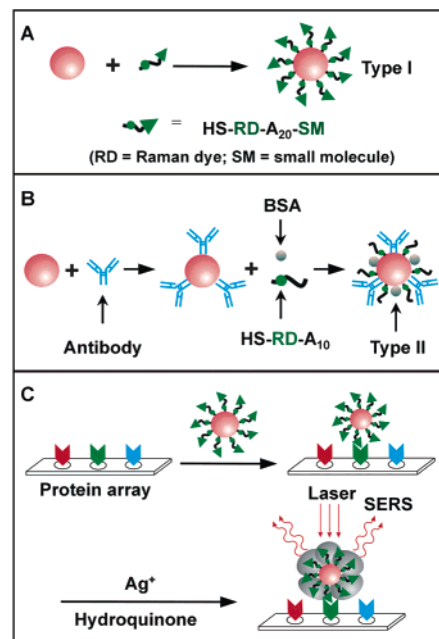 A
+
Type I
= HS-RD-A20-SM
(RD = Raman dye; SM = small molecule)
B
BSA
+
+
Antibody
HS-RD-A10
Type II
C
Protein array
Laser
SERS
Ag+
Hydroquinone